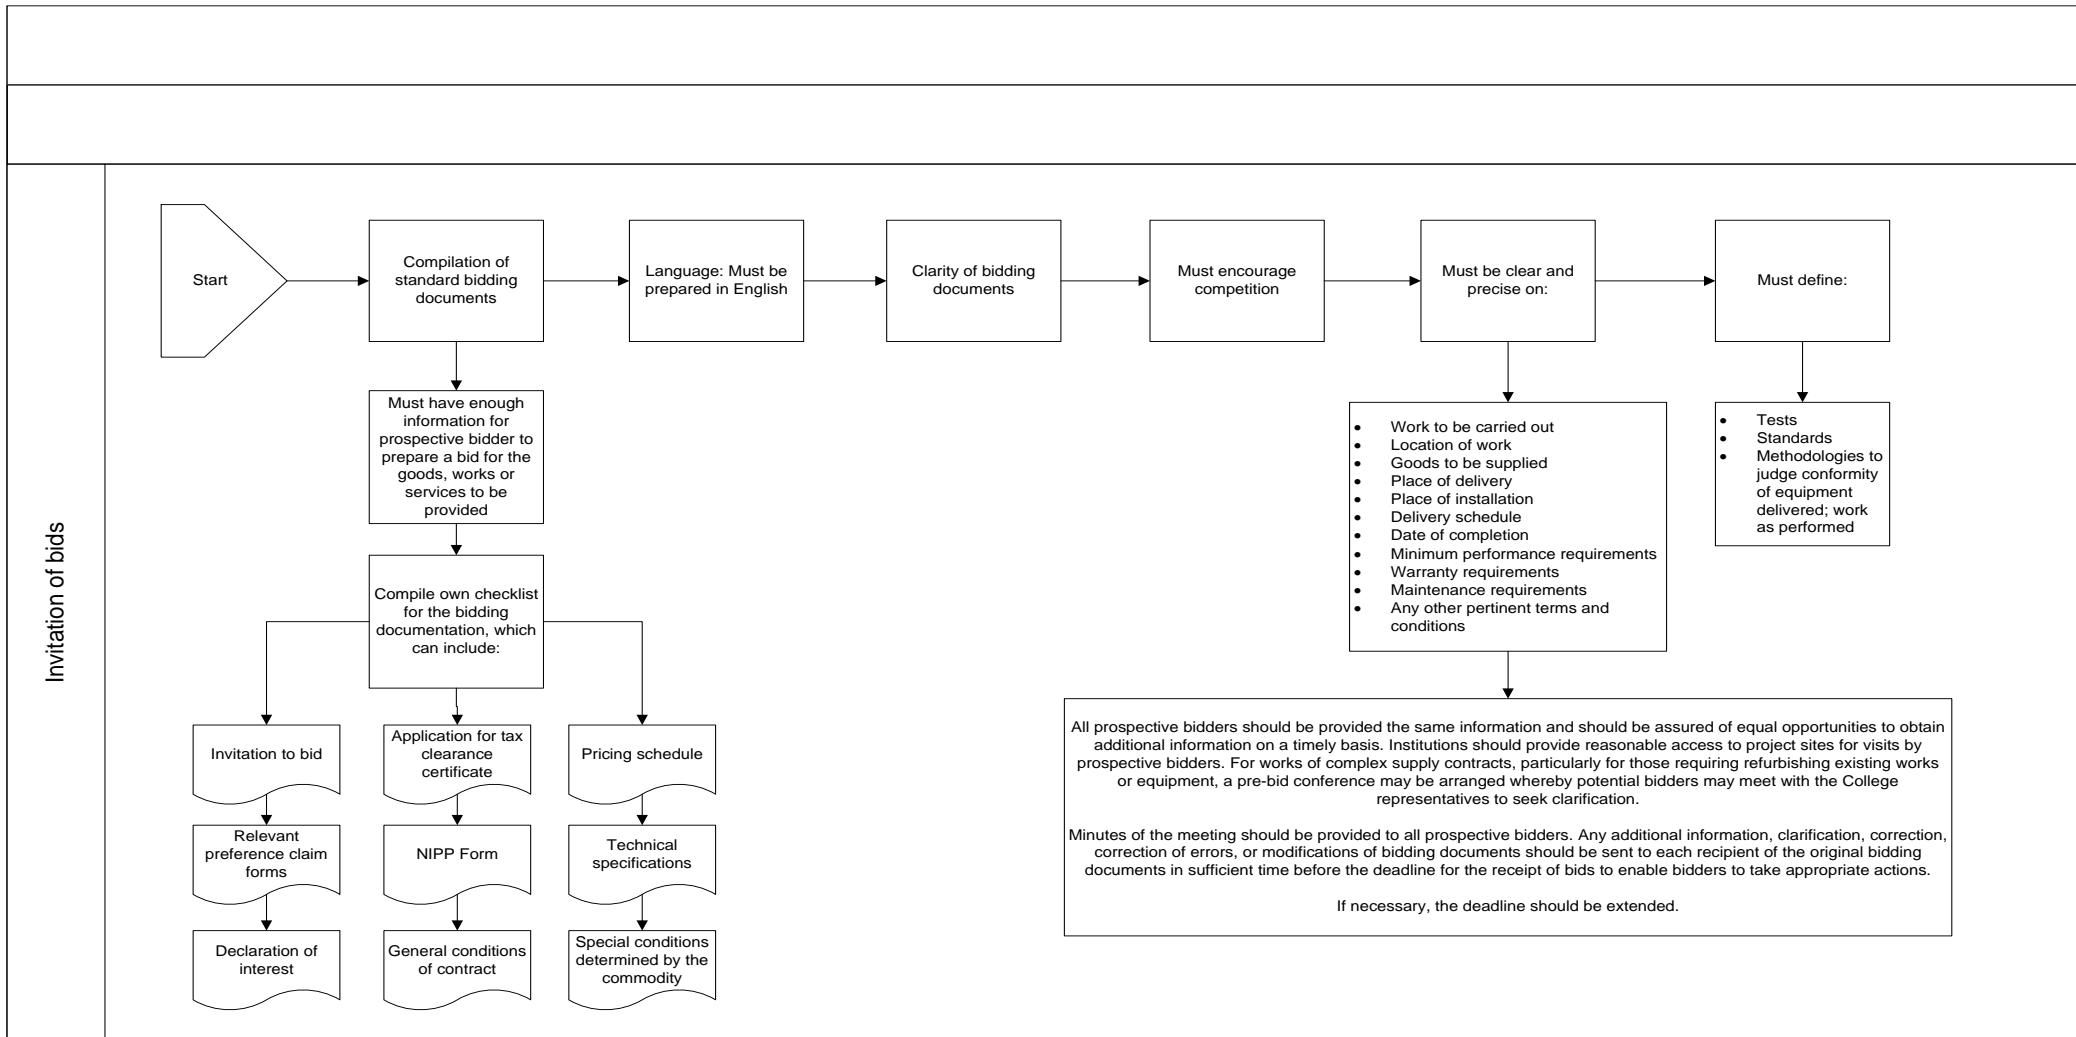 Invitation of bids
Start
Compilation of
standard bidding
documents
Language: Must be
prepared in English
Clarity of bidding
documents
Must encourage
competition
Must be clear and
precise on:
Must define:
Must have enough
information for
prospective bidder to
prepare a bid for the
goods, works or
services to be
provided
Compile own checklist
for the bidding
documentation, which
can include:
Invitation to bid
Relevant
preference claim
forms
Declaration of
interest
Application for tax
clearance
certificate
NIPP Form
General conditions
of contract
Pricing schedule
Technical
specifications
Special conditions
determined by the
commodity
• Work to be carried out
• Location of work
• Goods to be supplied
• Place of delivery
• Place of installation
• Delivery schedule
• Date of completion
• Minimum performance requirements
• Warranty requirements
• Maintenance requirements
• Any other pertinent terms and
conditions
• Tests
• Standards
• Methodologies to
judge conformity
of equipment
delivered; work
as performed
All prospective bidders should be provided the same information and should be assured of equal opportunities to obtain
additional information on a timely basis. Institutions should provide reasonable access to project sites for visits by
prospective bidders. For works of complex supply contracts, particularly for those requiring refurbishing existing works
or equipment, a pre-bid conference may be arranged whereby potential bidders may meet with the College
representatives to seek clarification.
Minutes of the meeting should be provided to all prospective bidders. Any additional information, clarification, correction,
correction of errors, or modifications of bidding documents should be sent to each recipient of the original bidding
documents in sufficient time before the deadline for the receipt of bids to enable bidders to take appropriate actions.
If necessary, the deadline should be extended.